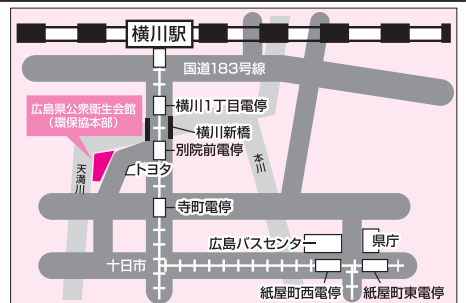 横川駅
国道183号線
広島県公衆衛生会館
(環保協本部)
横川1丁目電停
横川新橋
別院前電停
トヨタ
天満川
本川
寺町電停
広島バスセンター
県庁
十日市
紙屋町西電停
紙屋町東電停